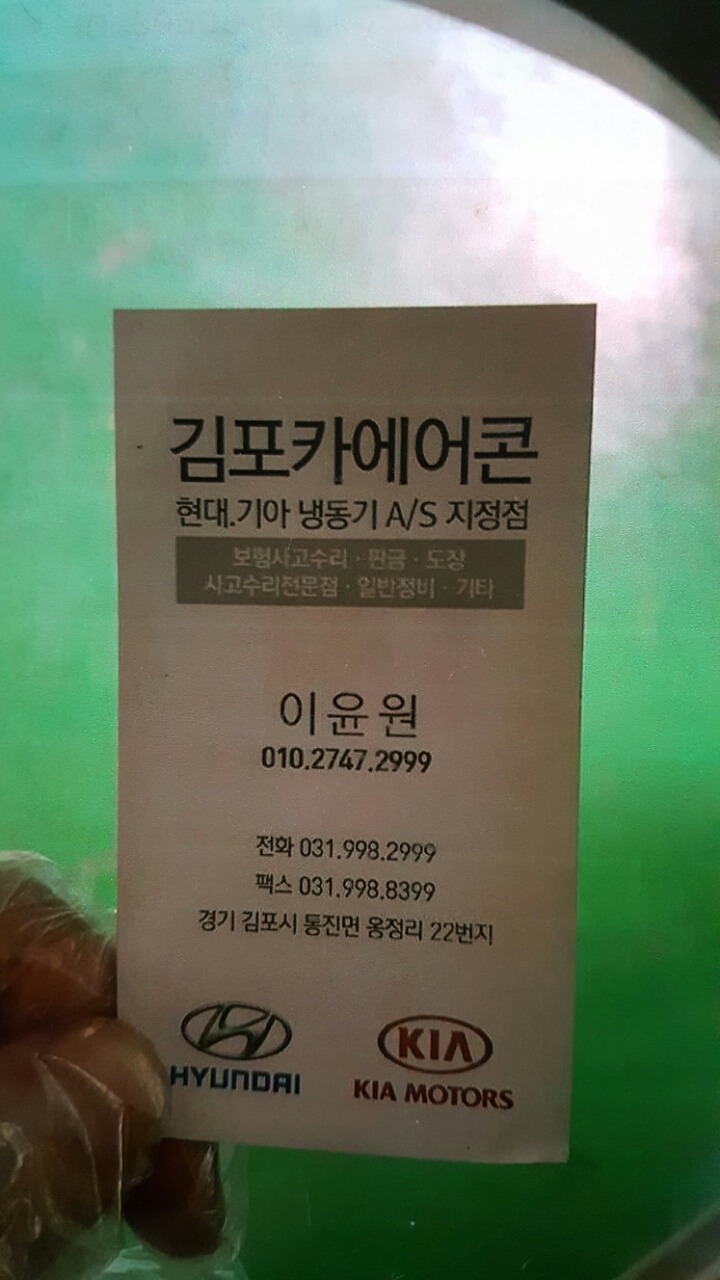 김포카에어콘
현대.기아 냉동기 A/S 지정점
보험사고수리 · 판금 · 도장
사고수리전문점 · 일반정비 · 기타
이윤원
010.2747.2999
전화 031.998.2999
팩스 031.998.8399
경기 김포시 통진면 옹정리 22번지
HYUNDAI
KIA
KIA MOTORS